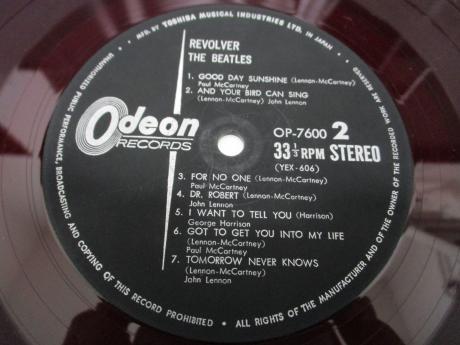 MFD. BY TOSHIBA MUSICAL INDUSTRIES LTD. IN JAPAN
REVOLVER
THE BEATLES
1. GOOD DAY SUNSHINE (Lennon-McCartney)
Paul McCartney
2. AND YOUR BIRD CAN SING
(Lennon-McCartney) John Lennon
Odeon
RECORDS
OP-7600 2
33⅓ RPM STEREO
(YEX-606)
3. FOR NO ONE (Lennon-McCartney)
Paul McCartney
4. DR. ROBERT (Lennon-McCartney)
John Lennon
5. I WANT TO TELL YOU (Harrison)
George Harrison
6. GOT TO GET YOU INTO MY LIFE
(Lennon-McCartney)
Paul McCartney
7. TOMORROW NEVER KNOWS
(Lennon-McCartney)
John Lennon
UNAUTHORISED PUBLIC PERFORMANCE, BROADCASTING AND COPYING OF THIS RECORD PROHIBITED • ALL RIGHTS OF THE MANUFACTURER AND OF THE OWNER OF THE RECORDED WORK ARE RESERVED